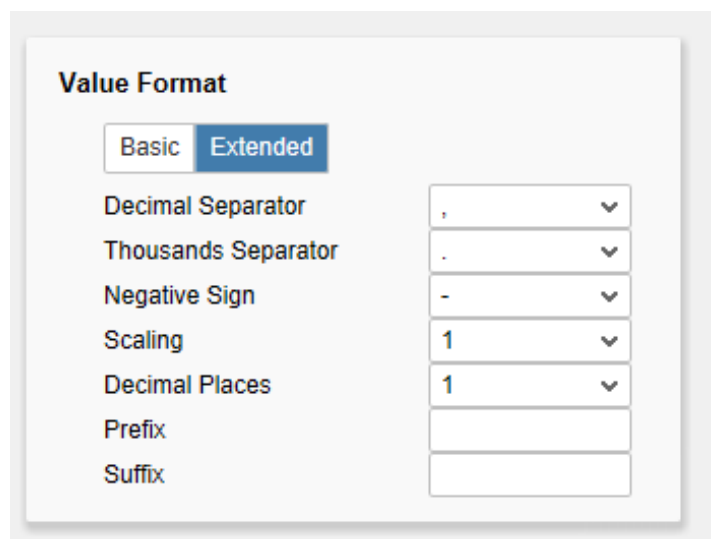 Value Format
Basic Extended
Decimal Separator ,
Thousands Separator .
Negative Sign -
Scaling 1
Decimal Places 1
Prefix
Suffix